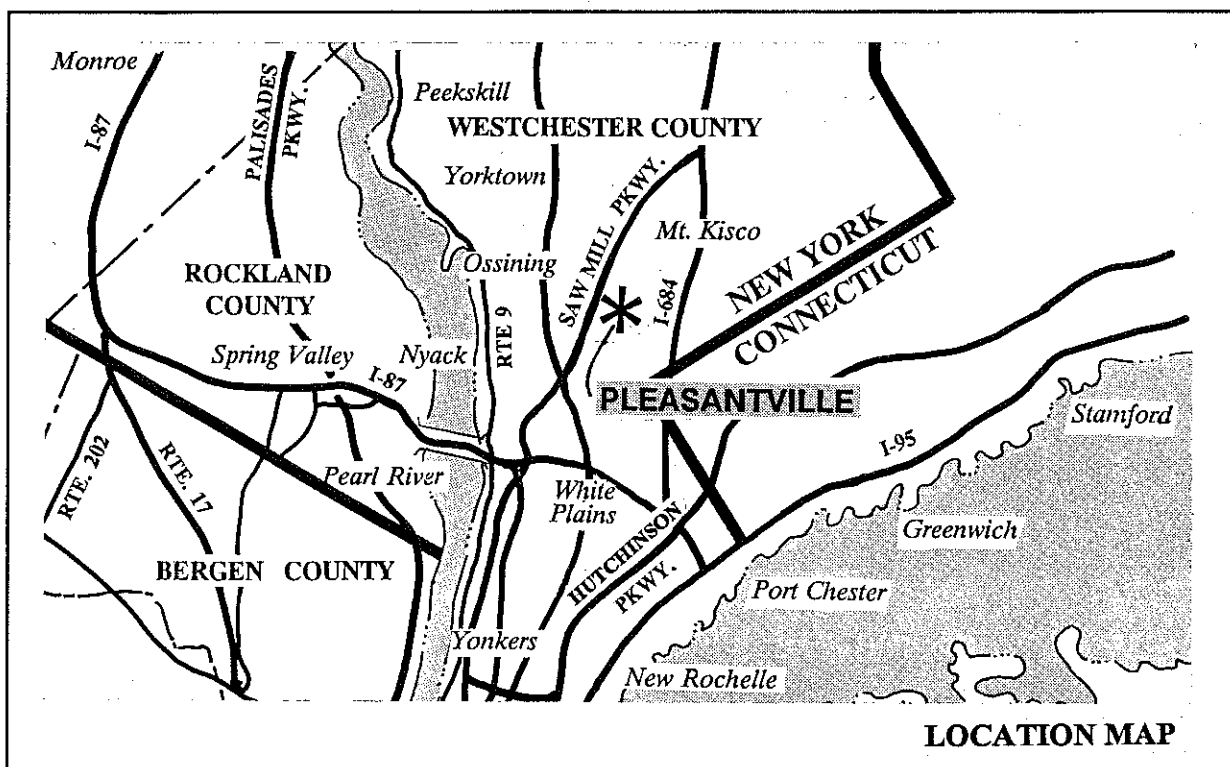 Monroe
I-87
PALISADES
PKWY.
Peekskill
WESTCHESTER COUNTY
Yorktown
SAW MILL PKWY.
Mt. Kisco
NEW YORK
CONNECTICUT
Ossining
ROCKLAND
COUNTY
RTE 9
I-684
Spring Valley
Nyack
I-87
PLEASANTVILLE
Stamford
RTE. 202
RTE. 17
Pearl River
White
Plains
I-95
Greenwich
HUTCHINSON
PKWY.
BERGEN COUNTY
Port Chester
Yonkers
New Rochelle
LOCATION MAP